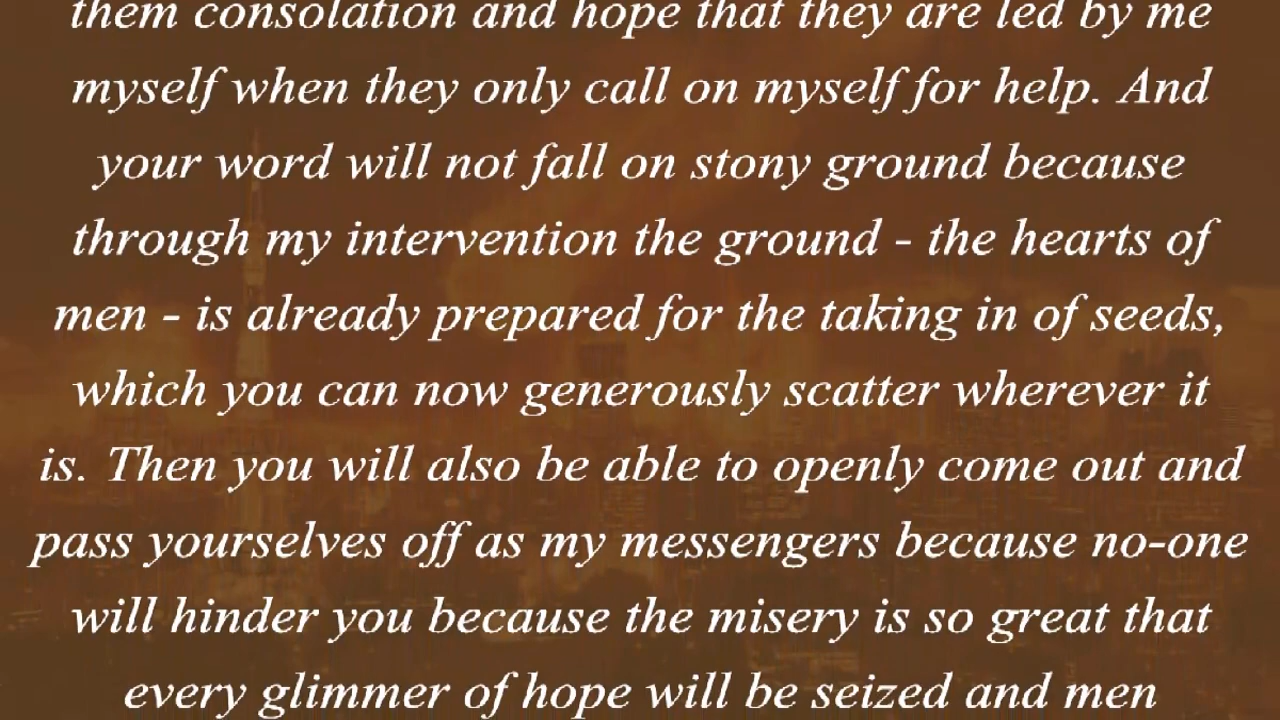 them consolation and hope that they are led by me
myself when they only call on myself for help. And
your word will not fall on stony ground because
through my intervention the ground - the hearts of
men - is already prepared for the taking in of seeds,
which you can now generously scatter wherever it
is. Then you will also be able to openly come out and
pass yourselves off as my messengers because no-one
will hinder you because the misery is so great that
every glimmer of hope will be seized and men